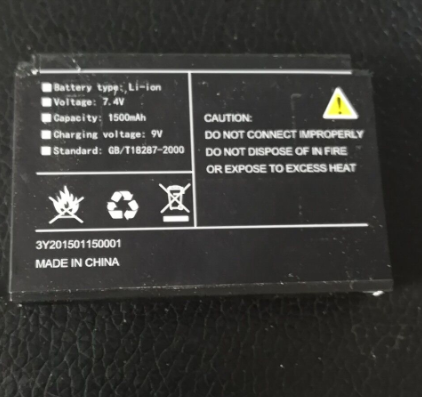 Battery type: Li-ion
Voltage: 7.4V
Capacity: 1500mAh
Charging voltage: 9V
Standard: GB/T18287-2000
CAUTION:
DO NOT CONNECT IMPROPERLY
DO NOT DISPOSE OF IN FIRE
OR EXPOSE TO EXCESS HEAT
3Y201501150001
MADE IN CHINA